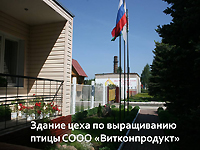 Здание цеха по выращиванию
птицы СООО «Витконпродукт»